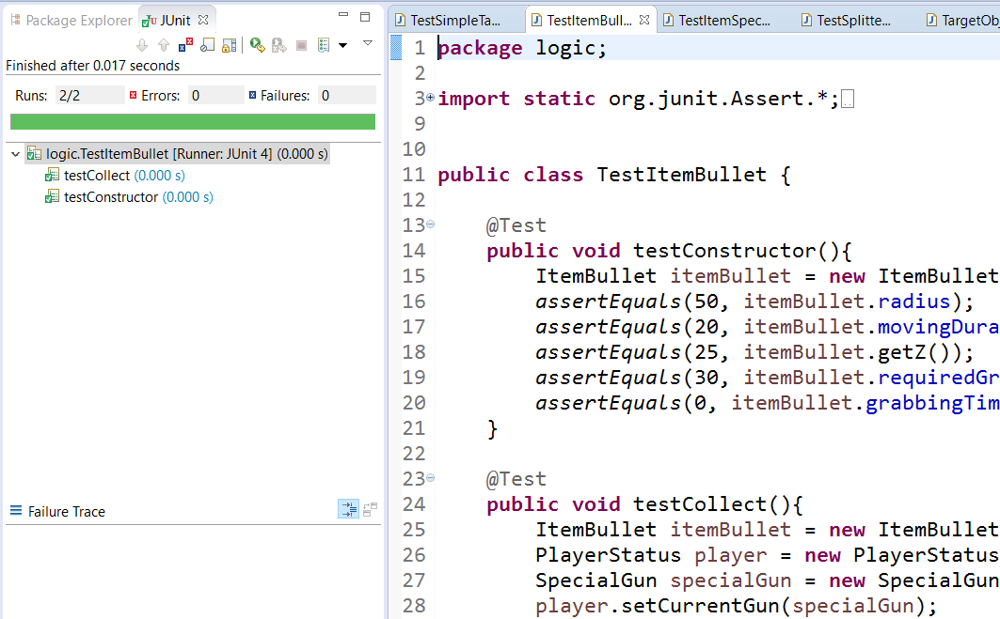 Package Explorer JUnit
Finished after 0.017 seconds
Runs: 2/2 Errors: 0 Failures: 0
logic.TestItemBullet [Runner: JUnit 4] (0.000 s)
testCollect (0.000 s)
testConstructor (0.000 s)
Failure Trace
TestSimpleTa... TestItemBull... TestItemSpec... TestSplitte... TargetObj
1 package logic;
2
3 import static org.junit.Assert.*;
9
10
11 public class TestItemBullet {
12
13 @Test
14 public void testConstructor(){
15 ItemBullet itemBullet = new ItemBullet
16 assertEquals(50, itemBullet.radius);
17 assertEquals(20, itemBullet.movingDura
18 assertEquals(25, itemBullet.getZ());
19 assertEquals(30, itemBullet.requiredGr
20 assertEquals(0, itemBullet.grabbingTim
21 }
22
23 @Test
24 public void testCollect(){
25 ItemBullet itemBullet = new ItemBullet
26 PlayerStatus player = new PlayerStatus
27 SpecialGun specialGun = new SpecialGun
28 player.setCurrentGun(specialGun);